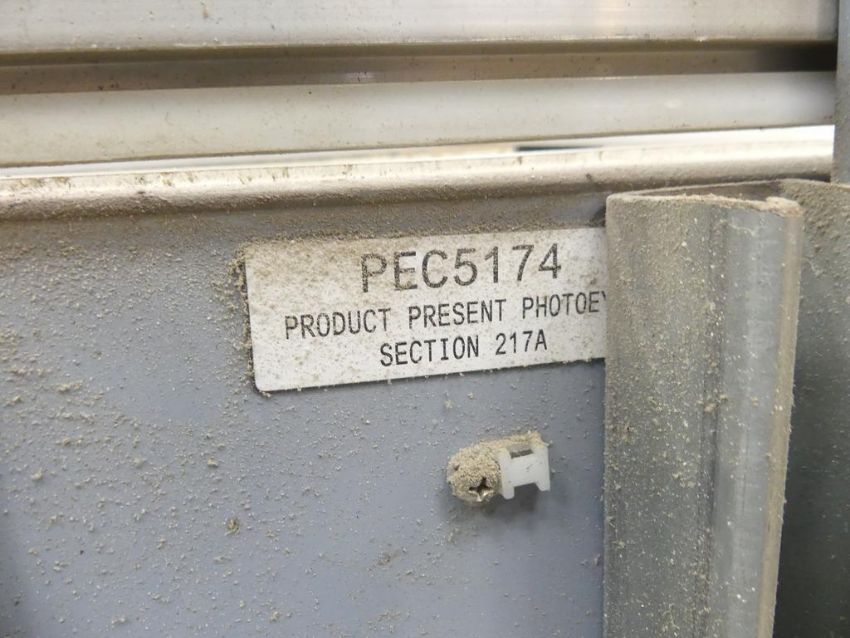 PEC5174
PRODUCT PRESENT PHOTOEY
SECTION 217A